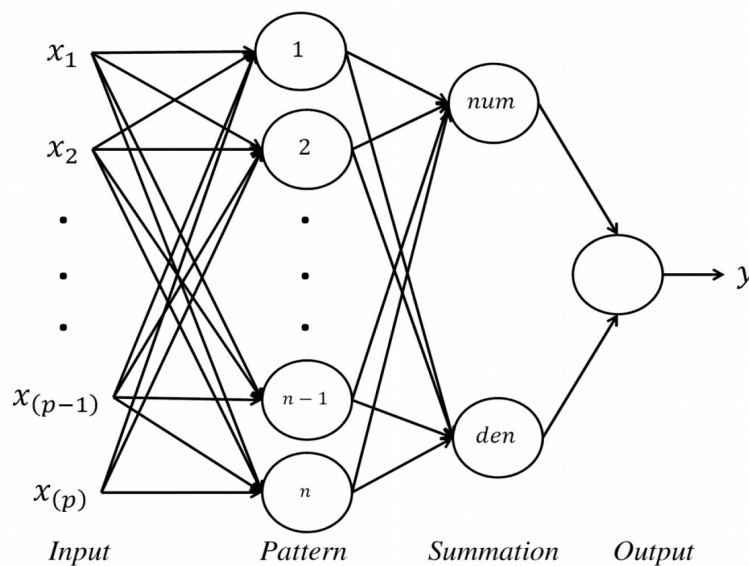 x₁
1
num
x₂
2
y
x₍ₚ₋₁₎
n − 1
den
x₍ₚ₎
n
Input Pattern Summation Output